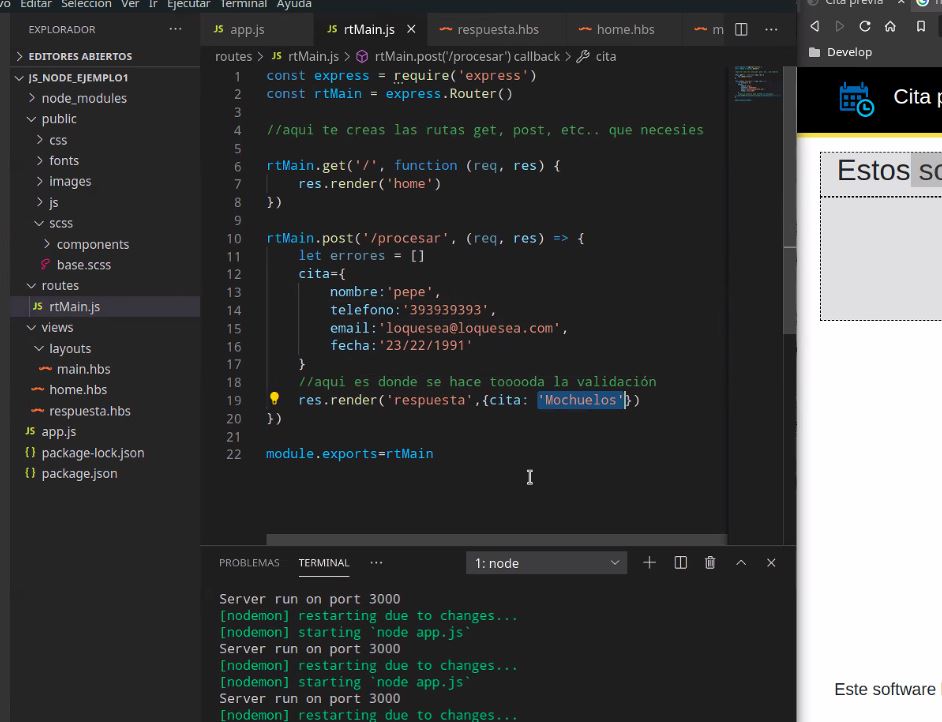 Editar Selección Ver Ir Ejecutar Terminal Ayuda
EXPLORADOR
EDITORES ABIERTOS
JS_NODE_EJEMPLO1
node_modules
public
css
fonts
images
js
scss
components
base.scss
routes
JS rtMain.js
views
layouts
main.hbs
home.hbs
respuesta.hbs
JS app.js
{} package-lock.json
{} package.json
JS app.js JS rtMain.js respuesta.hbs home.hbs m
routes > JS rtMain.js > rtMain.post('/procesar') callback > cita
1 const express = require('express')
2 const rtMain = express.Router()
3
4 //aqui te creas las rutas get, post, etc.. que necesies
5
6 rtMain.get('/', function (req, res) {
7 res.render('home')
8 })
9
10 rtMain.post('/procesar', (req, res) => {
11 let errores = []
12 cita={
13 nombre:'pepe',
14 telefono:'393939393',
15 email:'loquesea@loquesea.com',
16 fecha:'23/22/1991'
17 }
18 //aqui es donde se hace tooooda la validación
19 res.render('respuesta',{cita: 'Mochuelos'})
20 })
21
22 module.exports=rtMain
PROBLEMAS TERMINAL ··· 1: node
Server run on port 3000
[nodemon] restarting due to changes...
[nodemon] starting `node app.js`
Server run on port 3000
[nodemon] restarting due to changes...
[nodemon] starting `node app.js`
Server run on port 3000
[nodemon] restarting due to changes...
Cita previa
Develop
Cita p
Estos so
Este software